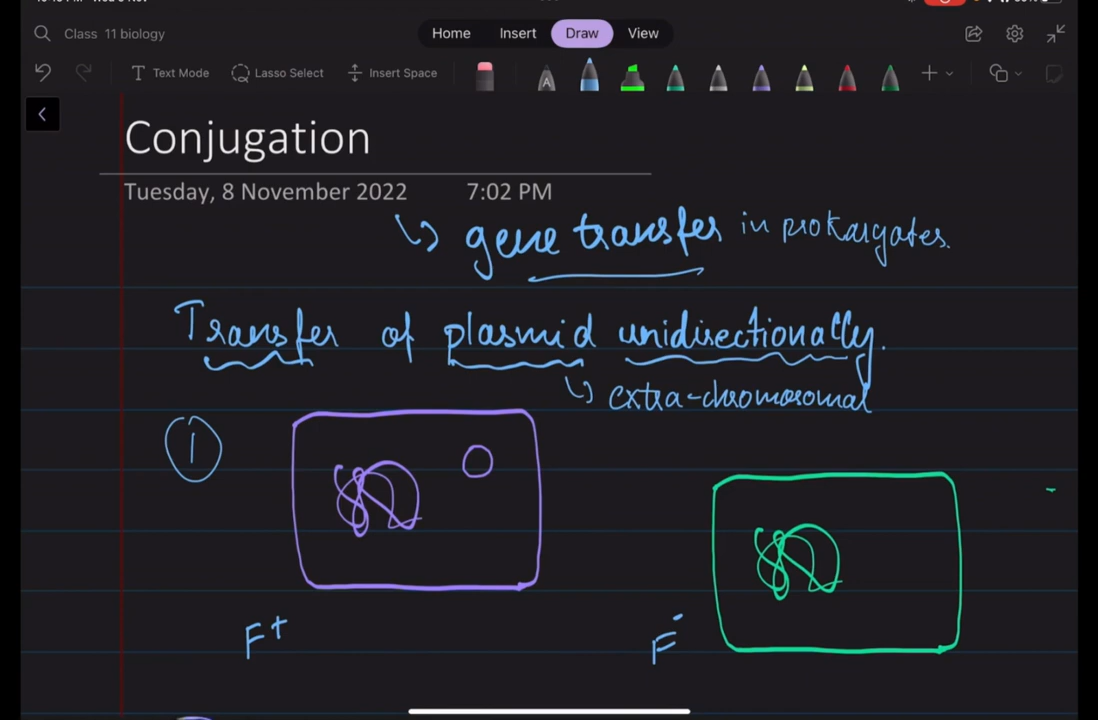 Class 11 biology
Home Insert Draw View
Text Mode Lasso Select Insert Space
A
Conjugation
Tuesday, 8 November 2022 7:02 PM
↳ gene transfer in prokaryates.
Transfer of plasmid unidirectionally.
↳ extra-chromosomal
1
F+
F-